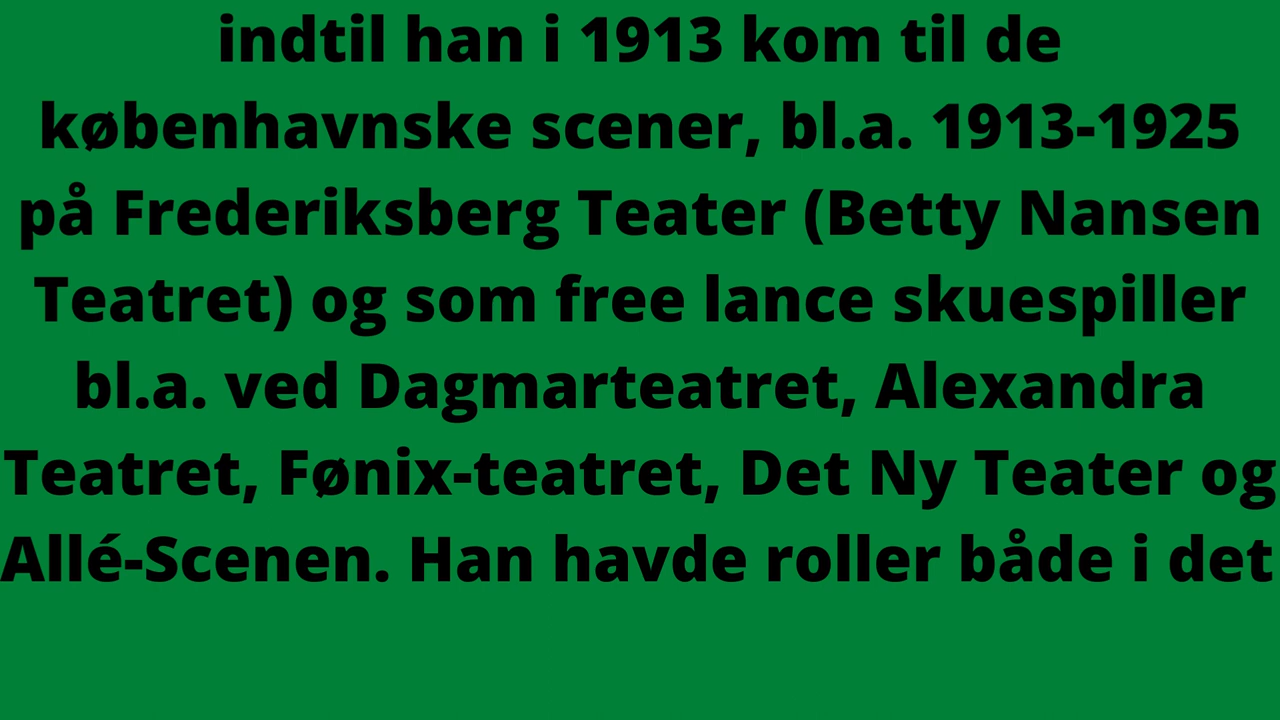 indtil han i 1913 kom til de
københavnske scener, bl.a. 1913-1925
på Frederiksberg Teater (Betty Nansen
Teatret) og som free lance skuespiller
bl.a. ved Dagmarteatret, Alexandra
Teatret, Fønix-teatret, Det Ny Teater og
Allé-Scenen. Han havde roller både i det